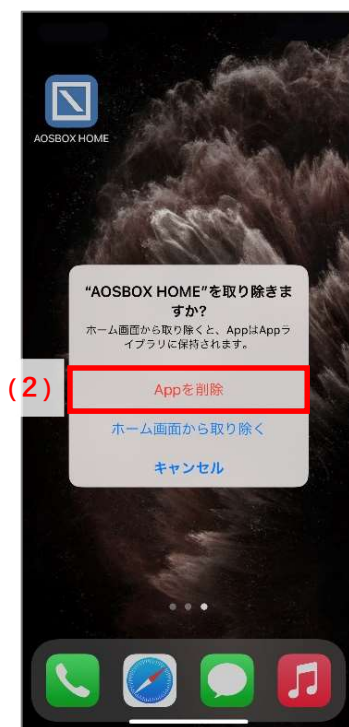 AOSBOX HOME
“AOSBOX HOME”を取り除きま
すか?
ホーム画面から取り除くと、AppはAppラ
イブラリに保持されます。
(2)
Appを削除
ホーム画面から取り除く
キャンセル